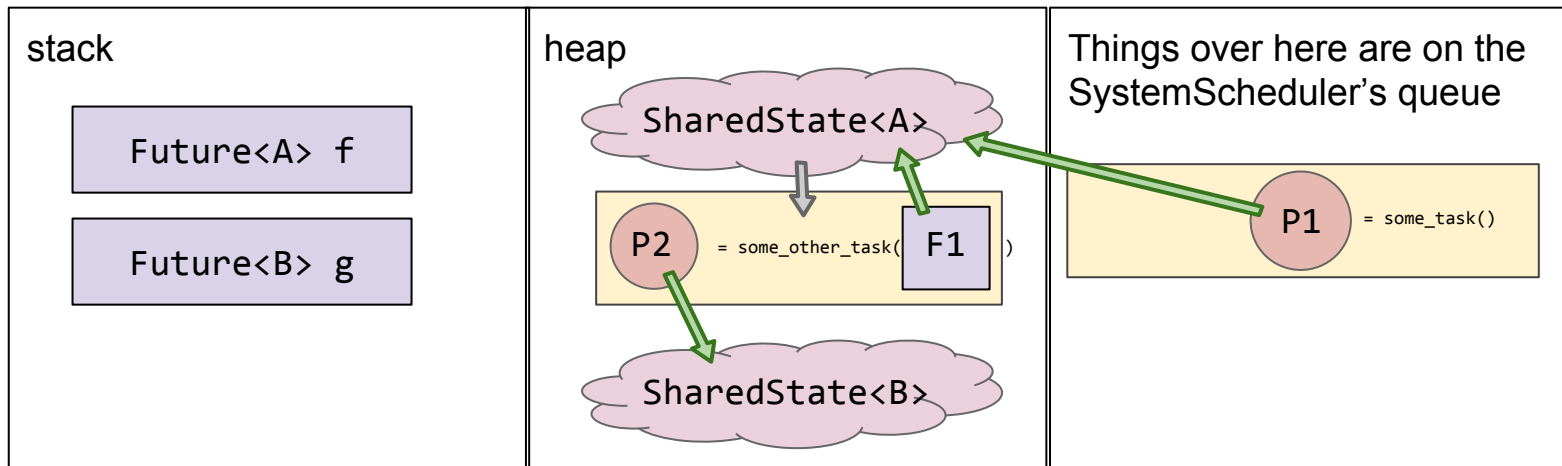 stack
Future<A> f
Future<B> g
heap
SharedState<A>
P2 = some_other_task( F1 )
SharedState<B>
Things over here are on the
SystemScheduler’s queue
P1 = some_task()